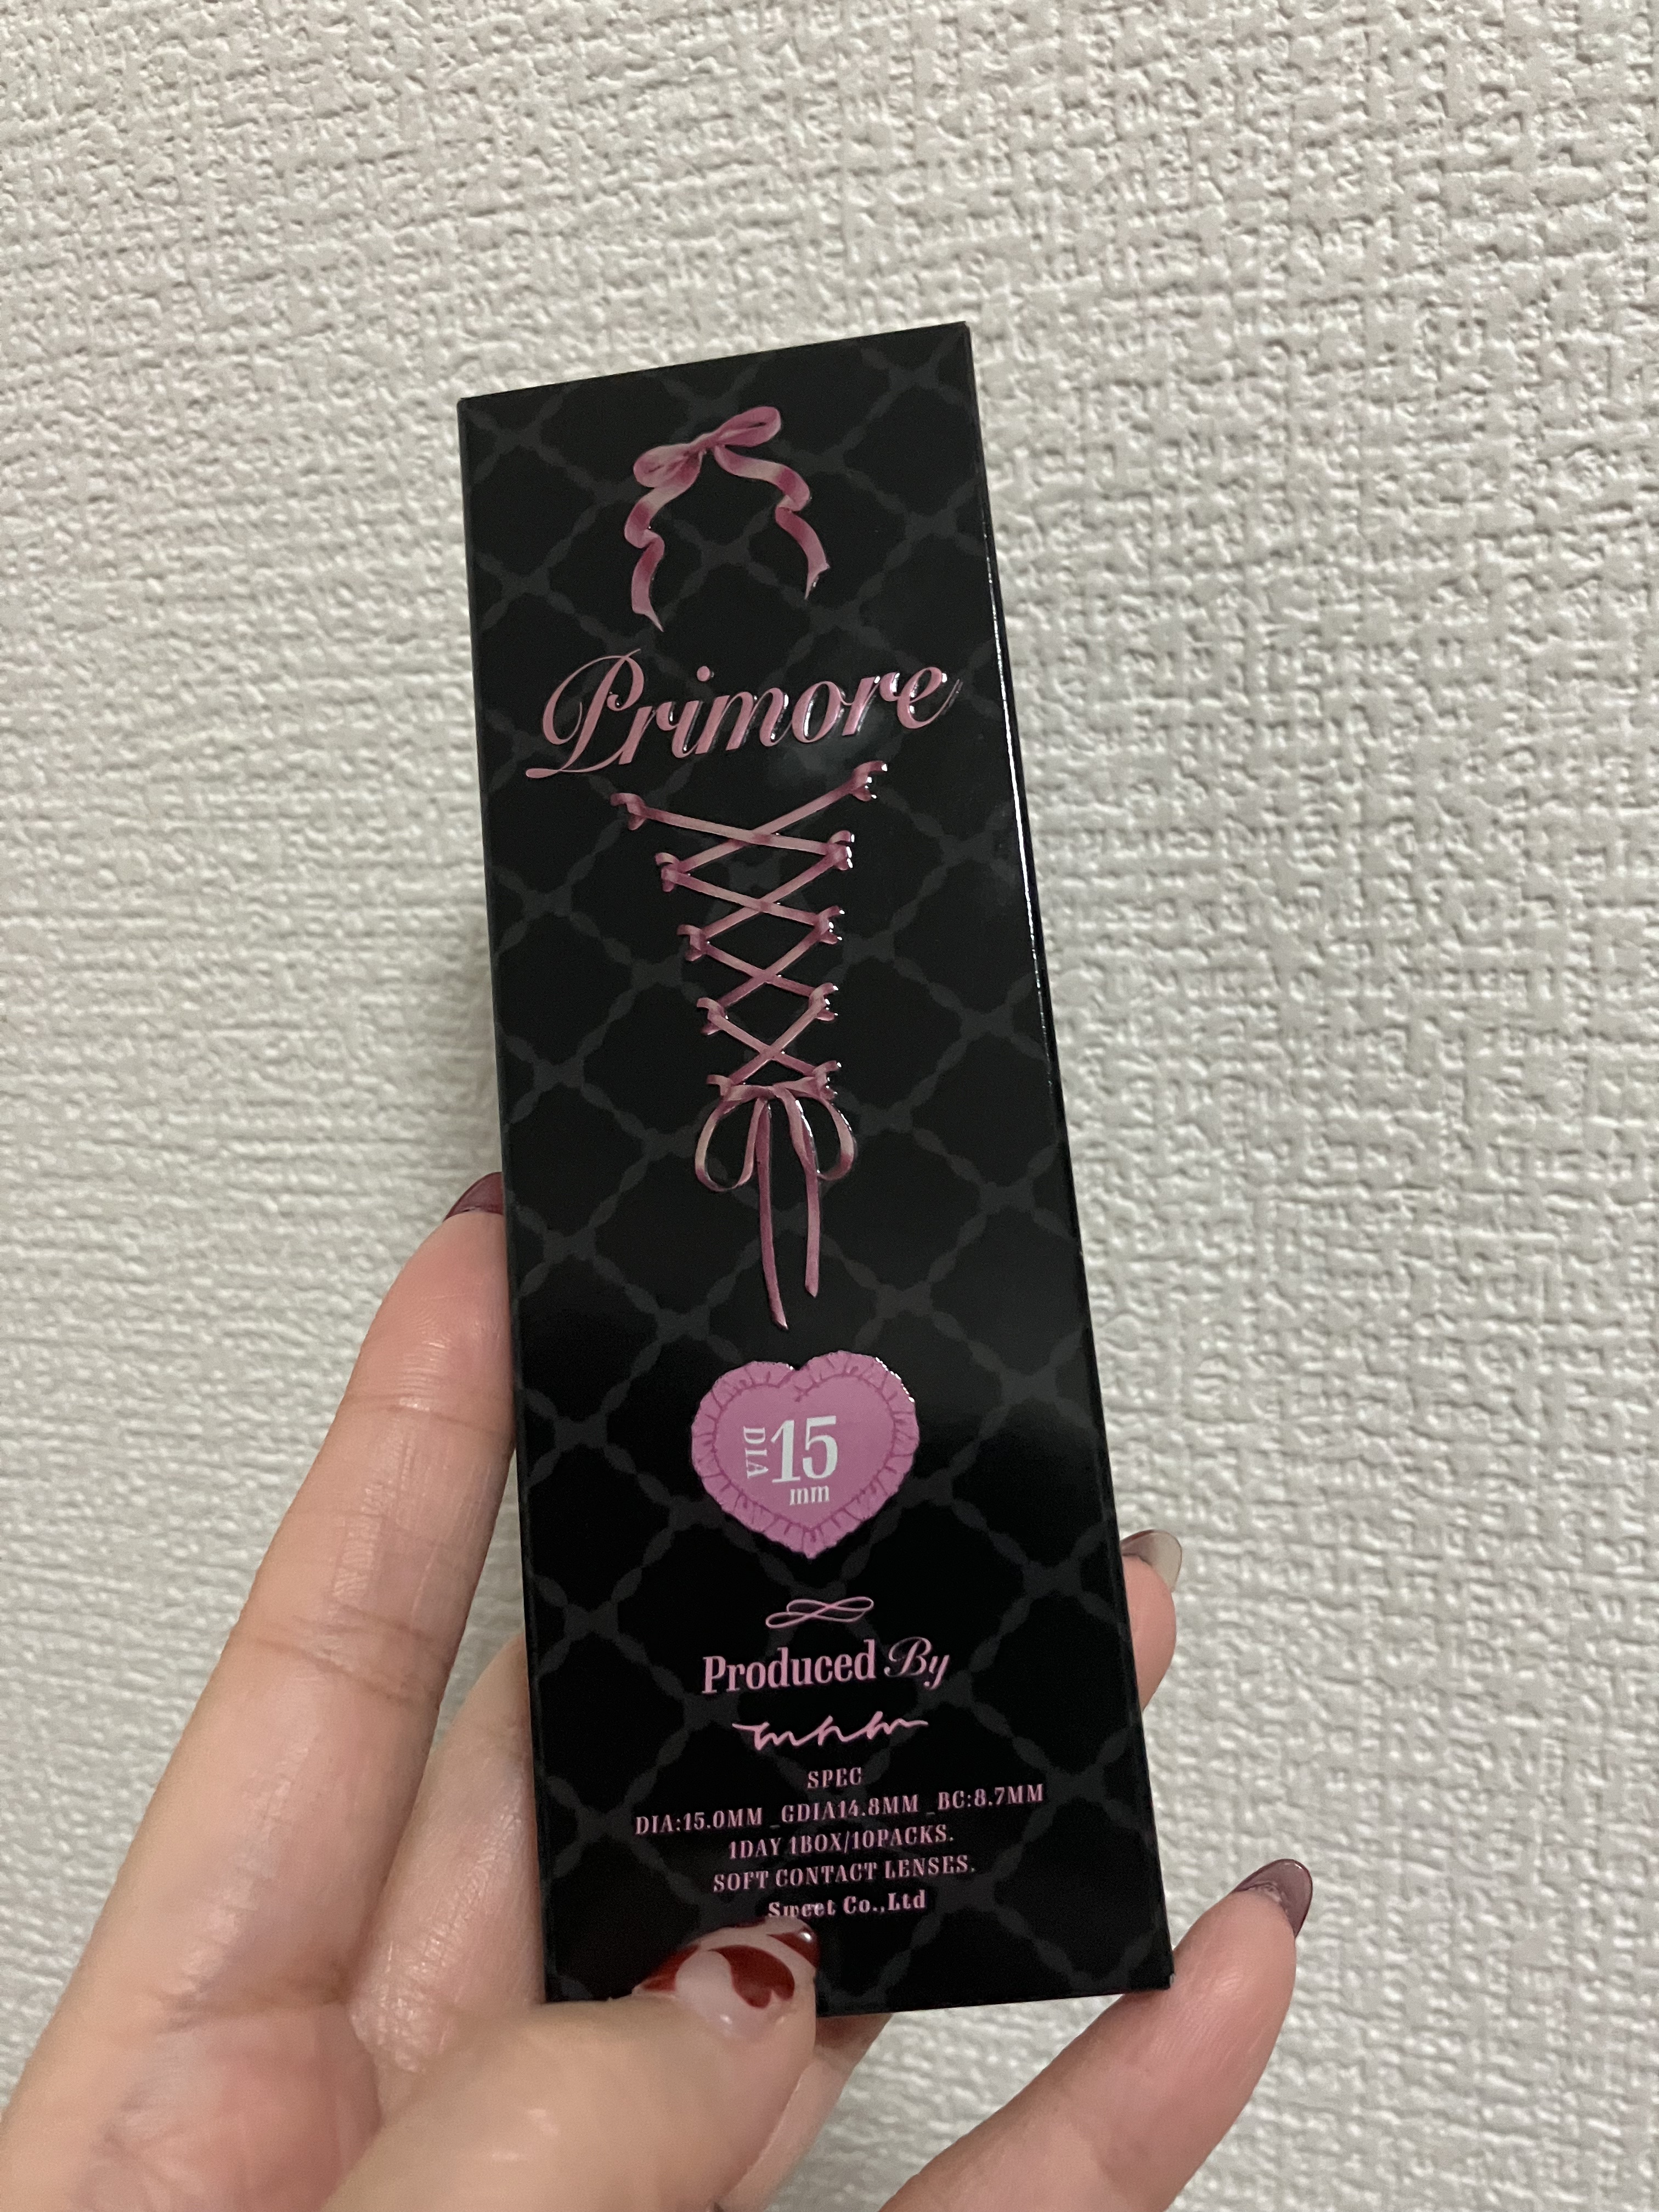 Primore
DIA 15
mm
Produced By
SPEC
DIA:15.0MM _GDIA14.8MM _BC:8.7MM
1DAY 1BOX/10PACKS.
SOFT CONTACT LENSES.
Sweet Co.,Ltd